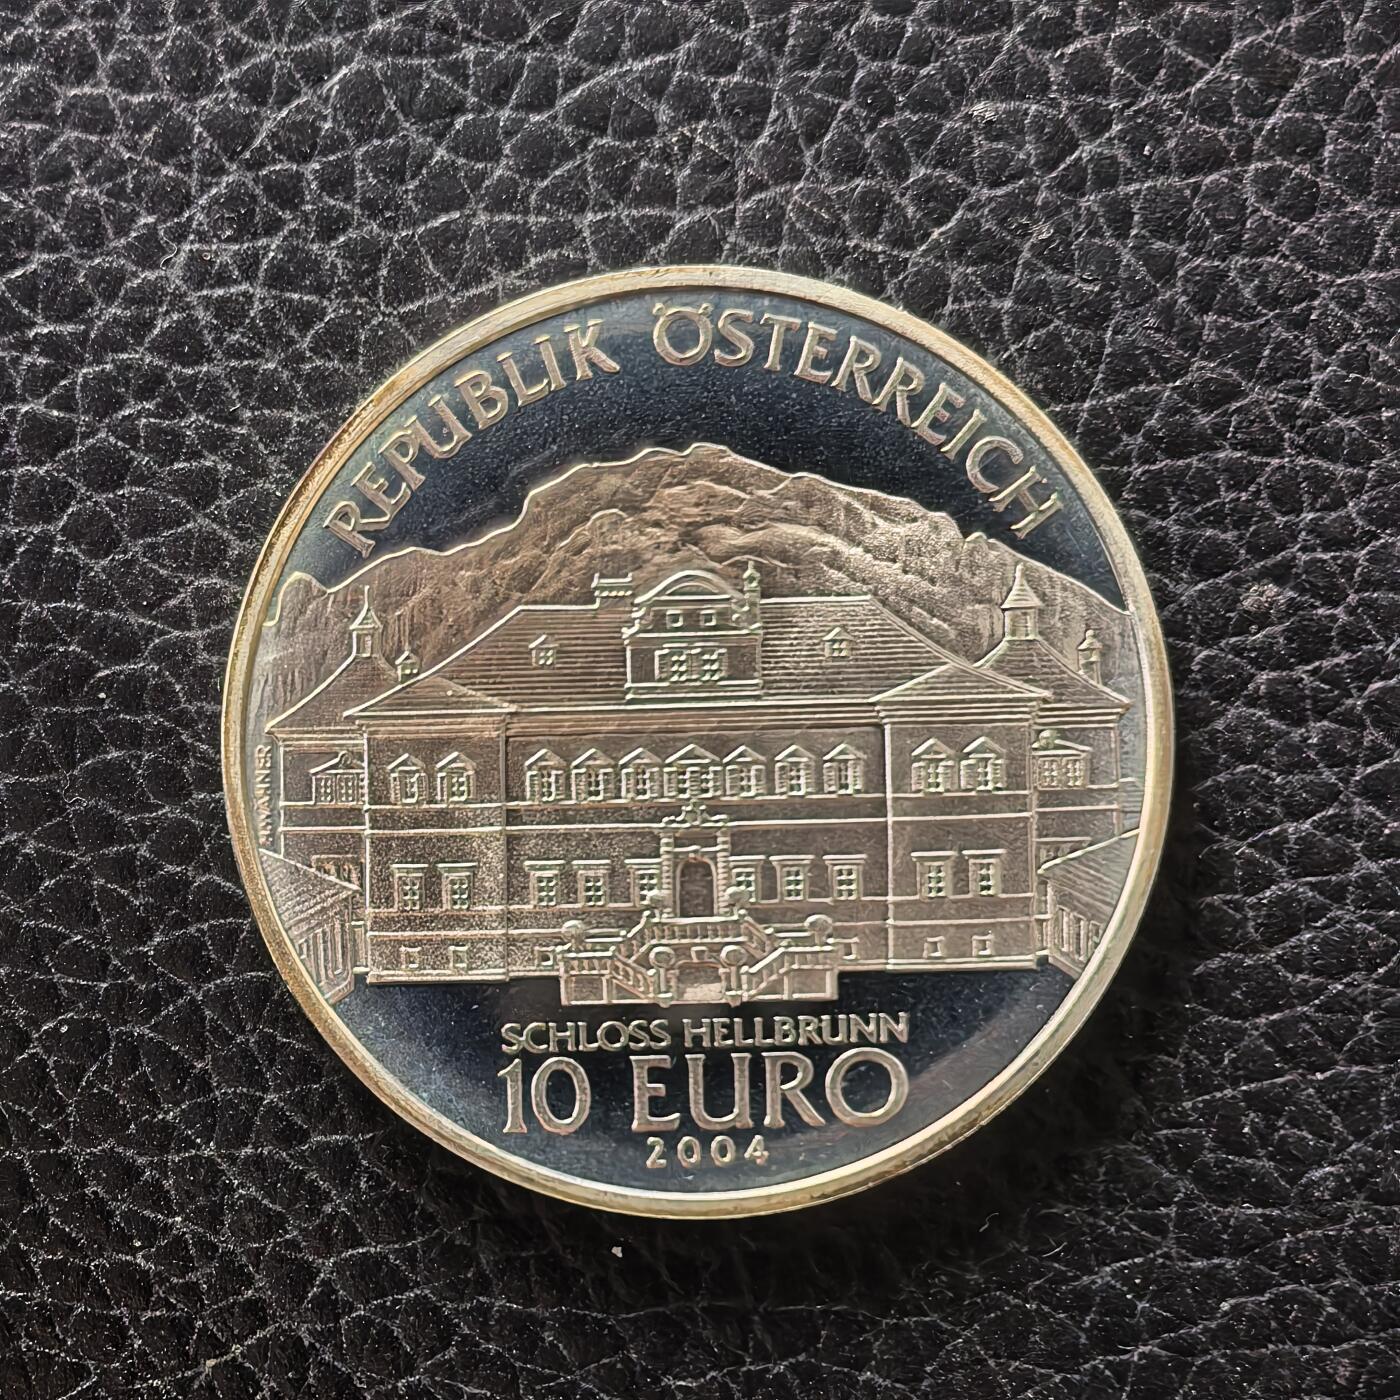 REPUBLIK ÖSTERREICH
SCHLOSS HELLBRUNN
10 EURO
2004